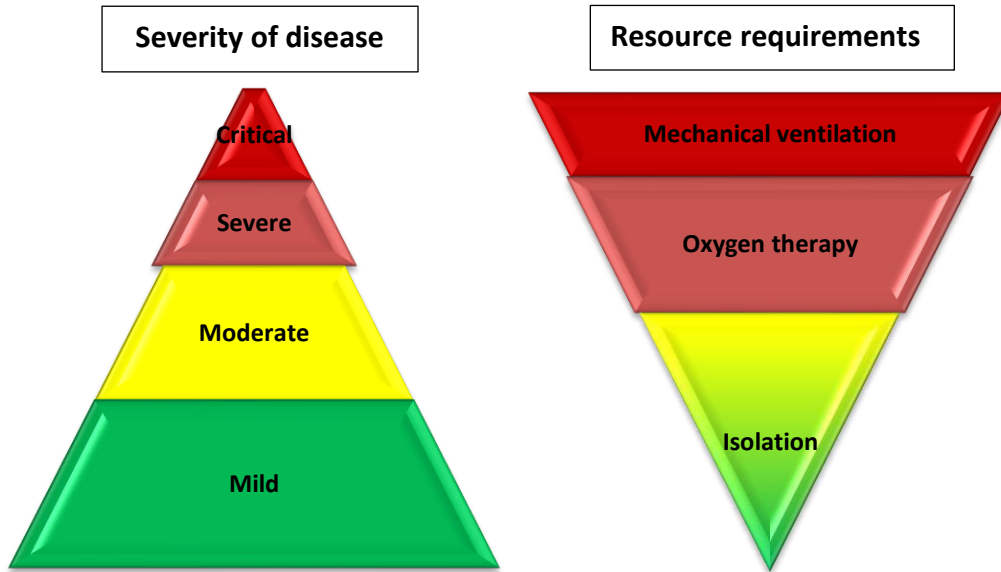 Severity of disease
Critical
Severe
Moderate
Mild
Resource requirements
Mechanical ventilation
Oxygen therapy
Isolation